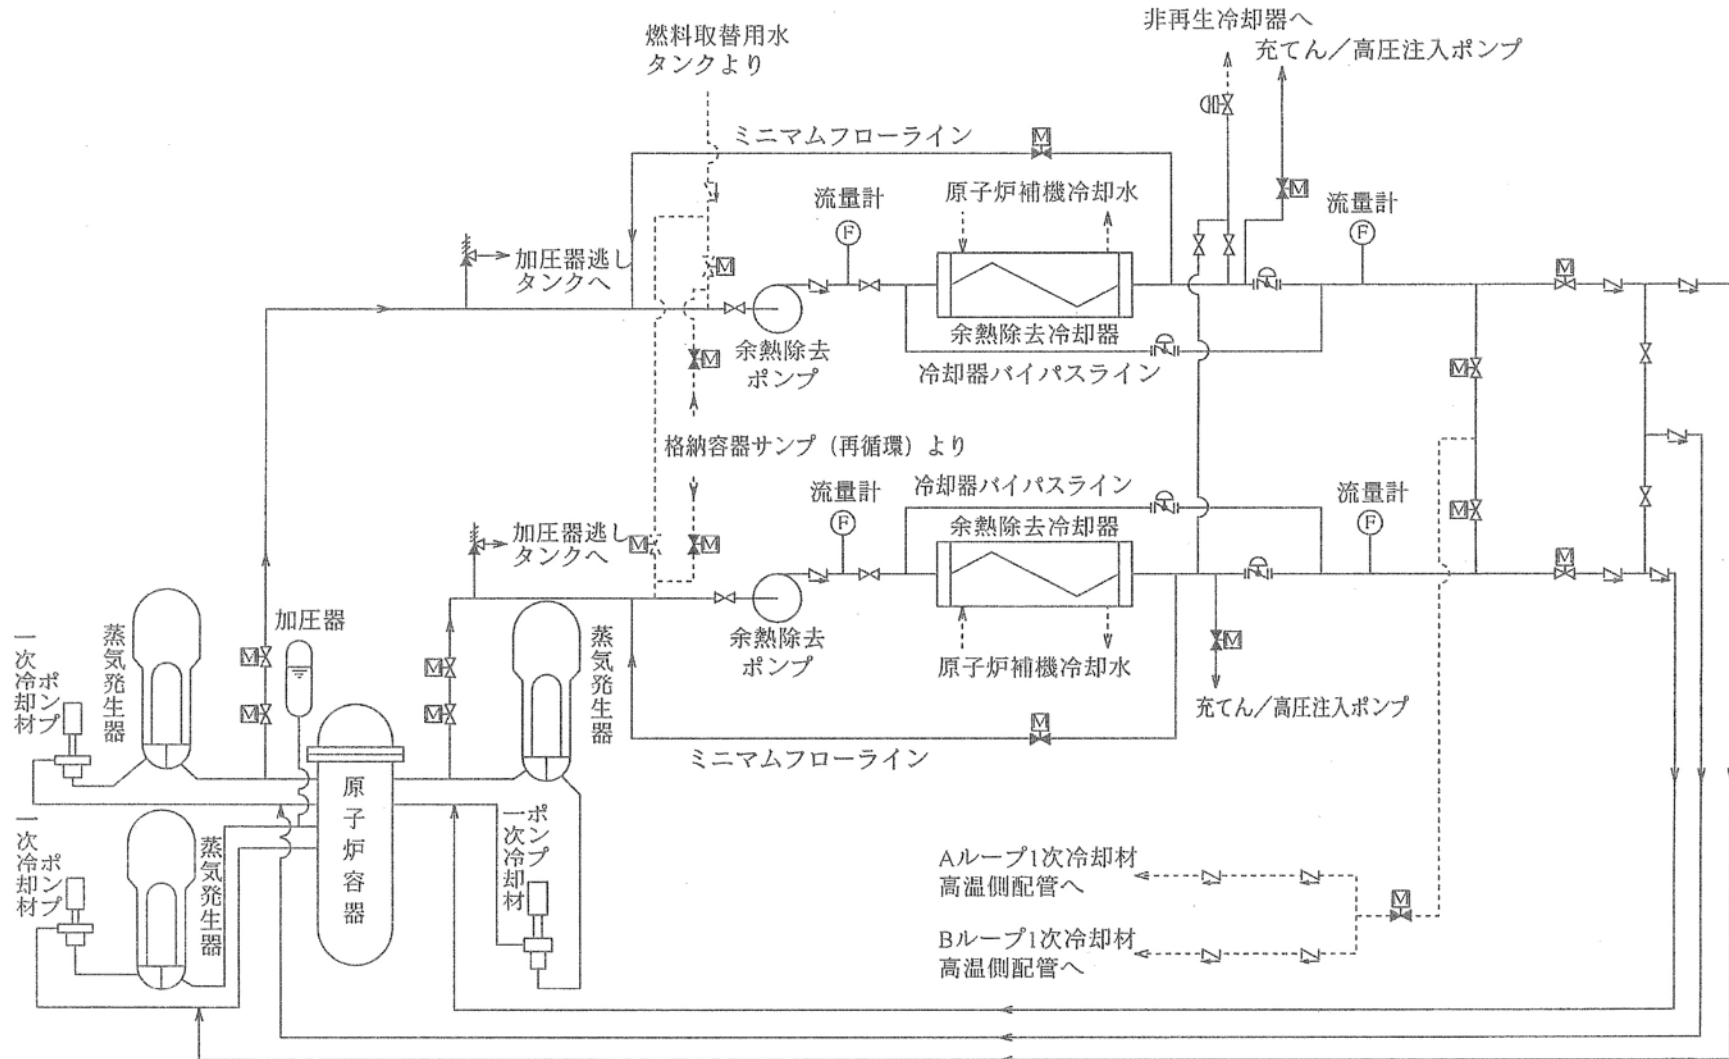 非再生冷却器へ
燃料取替用水
タンクより
充てん／高圧注入ポンプ
ミニマムフローライン
M
流量計
F
原子炉補機冷却水
M
流量計
F
加圧器逃し
タンクへ
M
M
余熱除去
ポンプ
余熱除去冷却器
冷却器バイパスライン
M
M
格納容器サンプ（再循環）より
流量計
F
冷却器バイパスライン
流量計
F
M
加圧器逃し
タンクへ
M
M
余熱除去冷却器
M
余熱除去
ポンプ
原子炉補機冷却水
M
充てん／高圧注入ポンプ
M
ミニマムフローライン
加圧器
蒸気発生器
一次冷却材
ポンプ
M
M
M
M
蒸気発生器
原子炉容器
一次冷却材
ポンプ
蒸気発生器
一次冷却材
ポンプ
Aループ1次冷却材
高温側配管へ
M
Bループ1次冷却材
高温側配管へ